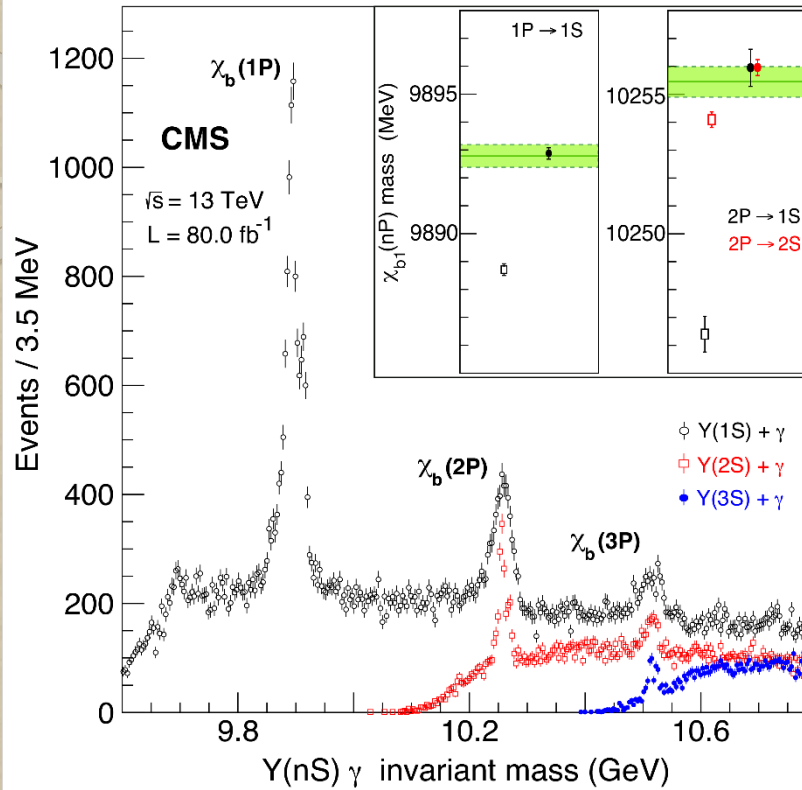 Events / 3.5 MeV
1200
1000
800
600
400
200
0
χb(1P)
CMS
√s = 13 TeV
L = 80.0 fb⁻¹
χb1(nP) mass (MeV)
9895
9890
1P → 1S
10255
10250
2P → 1S
2P → 2S
Υ(1S) + γ
Υ(2S) + γ
Υ(3S) + γ
χb(2P)
χb(3P)
9.8
10.2
10.6
Υ(nS) γ invariant mass (GeV)